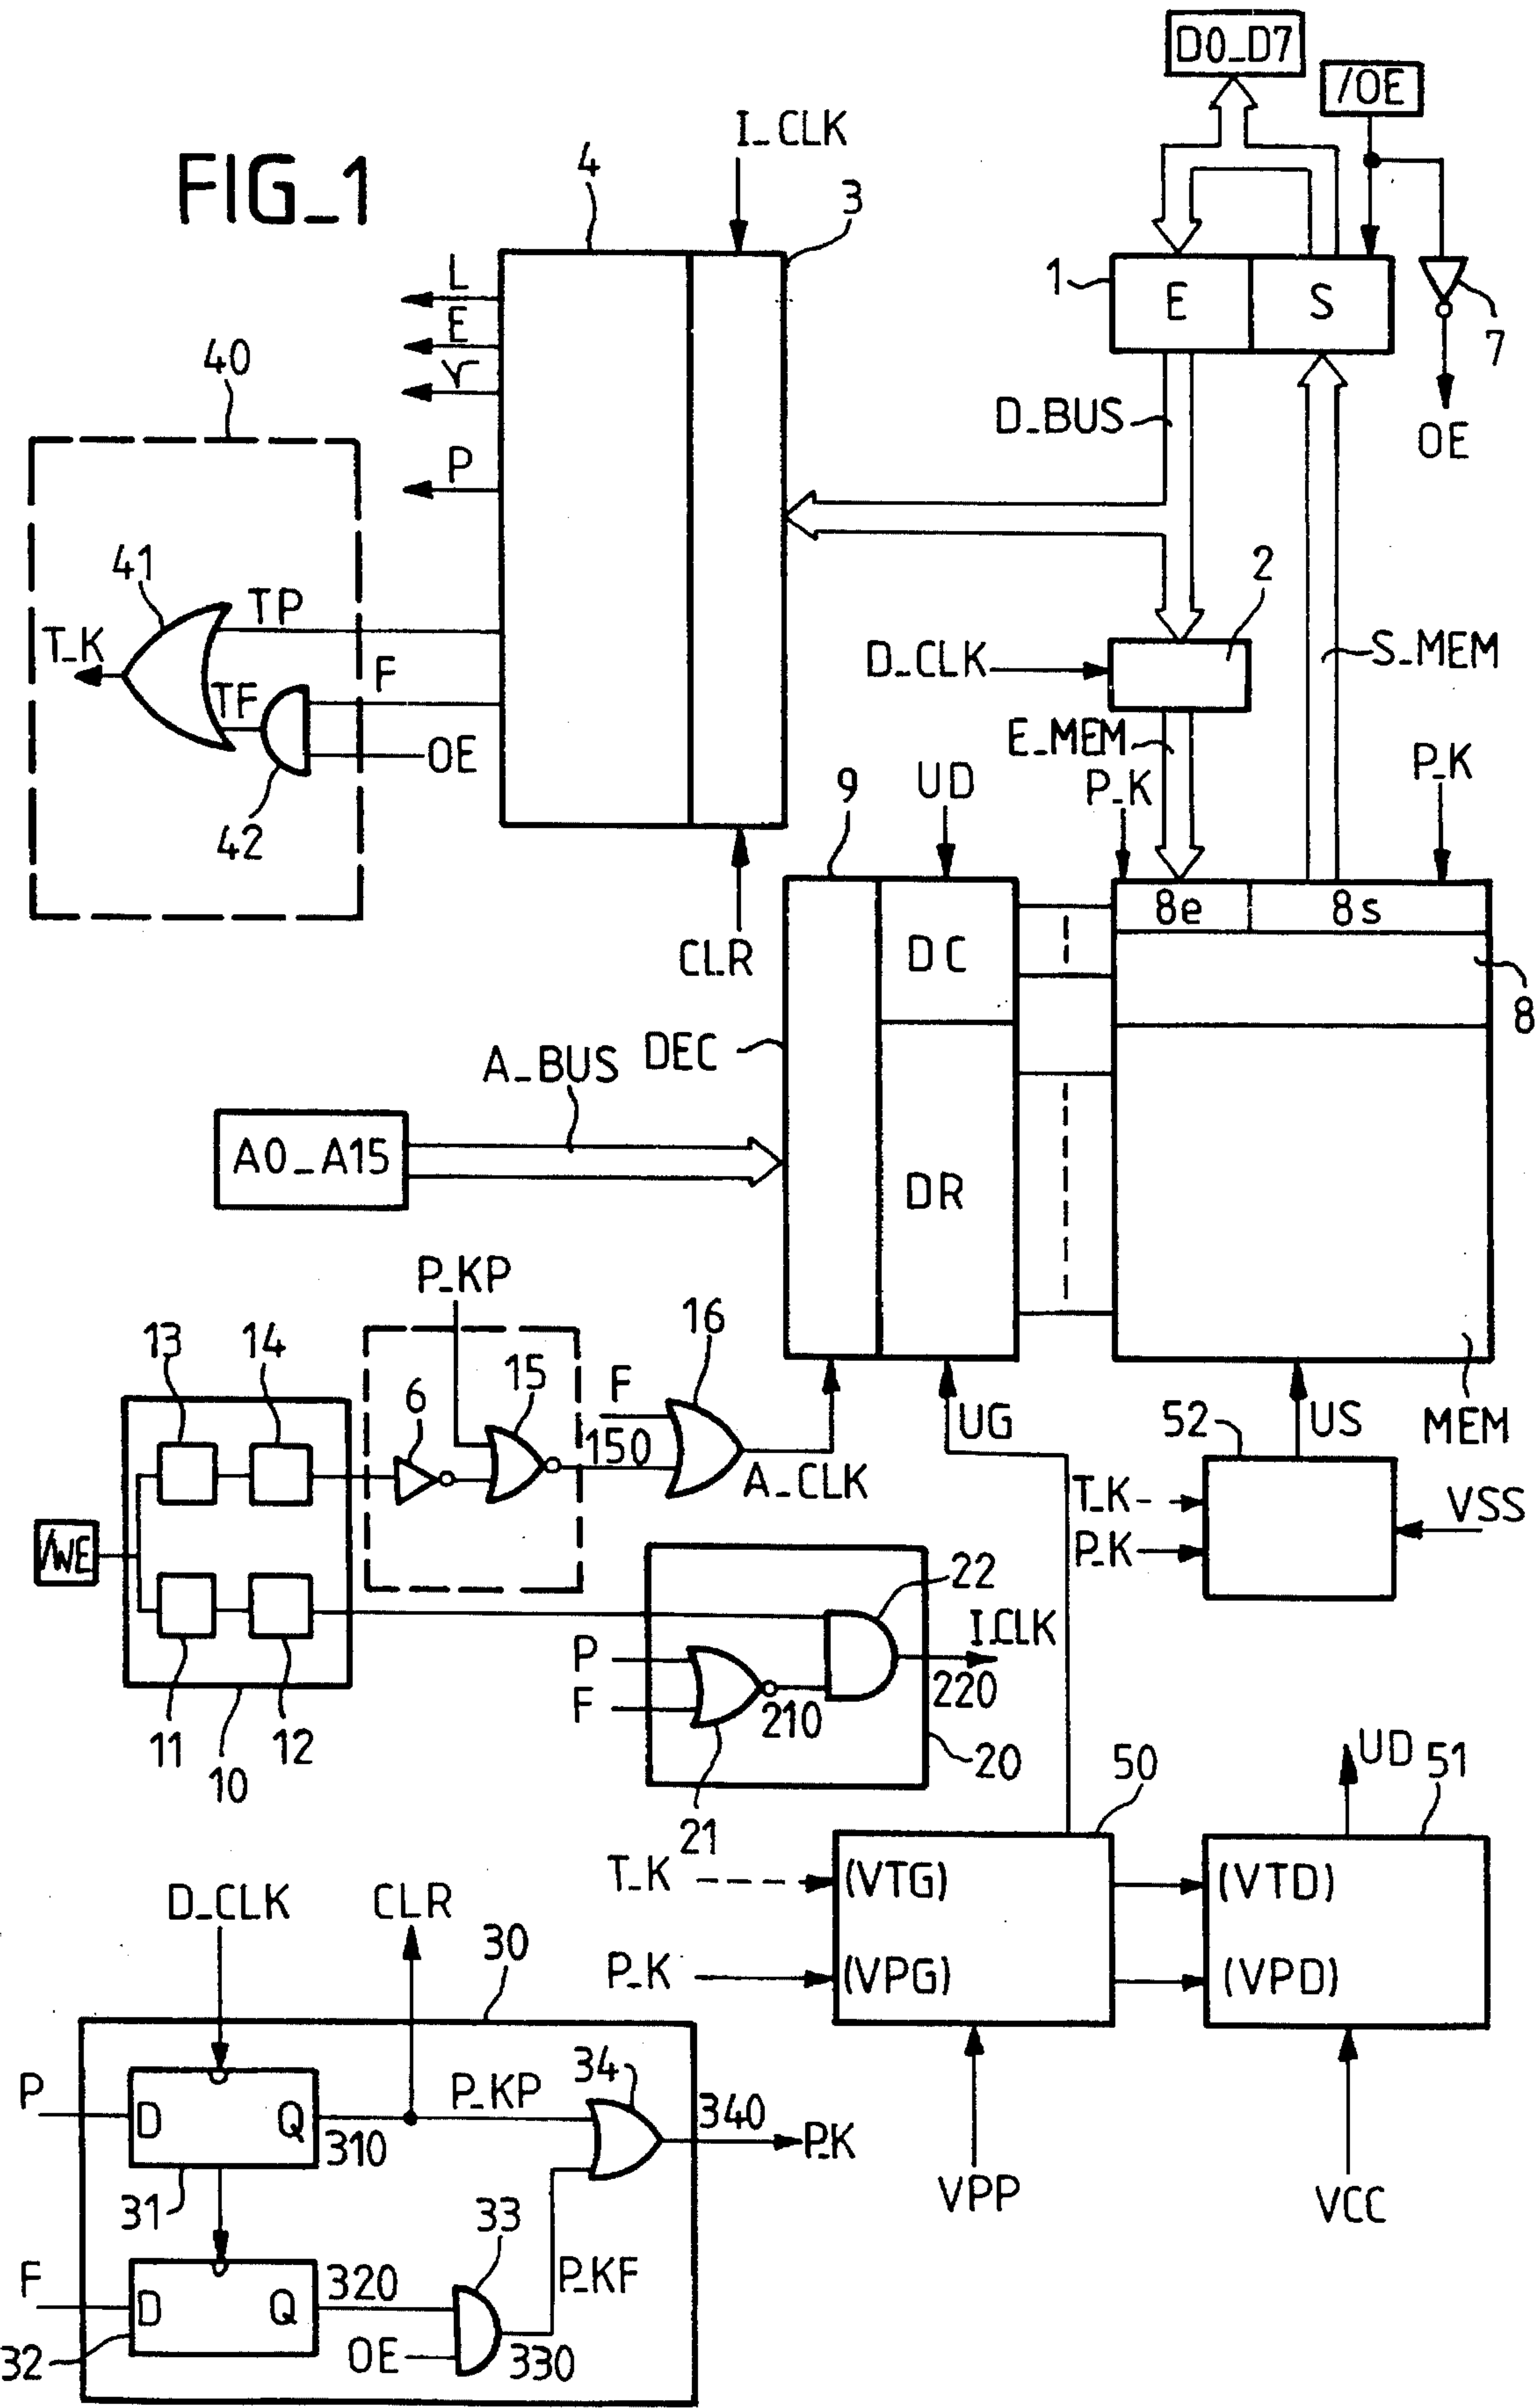 D0_D7
/OE
FIG_1
I_CLK
4
3
1
E
S
7
OE
L
E
P
D_BUS
40
41
TP
T_K
TF
F
OE
42
D_CLK
2
S_MEM
E_MEM
P_K
P_K
UD
9
CLR
8e
8s
8
DC
DEC
A_BUS
A0_A15
DR
P_KP
13
14
6
15
16
F
150
A_CLK
UG
52
US
MEM
T_K
P_K
VSS
/WE
11
12
10
P
F
21
210
22
I_CLK
220
20
UD
51
50
T_K
(VTG)
(VTD)
P_K
(VPG)
(VPD)
VPP
VCC
D_CLK
CLR
30
P
D
Q
310
31
P_KP
34
340
P_K
F
D
Q
320
32
33
OE
330
P_KF